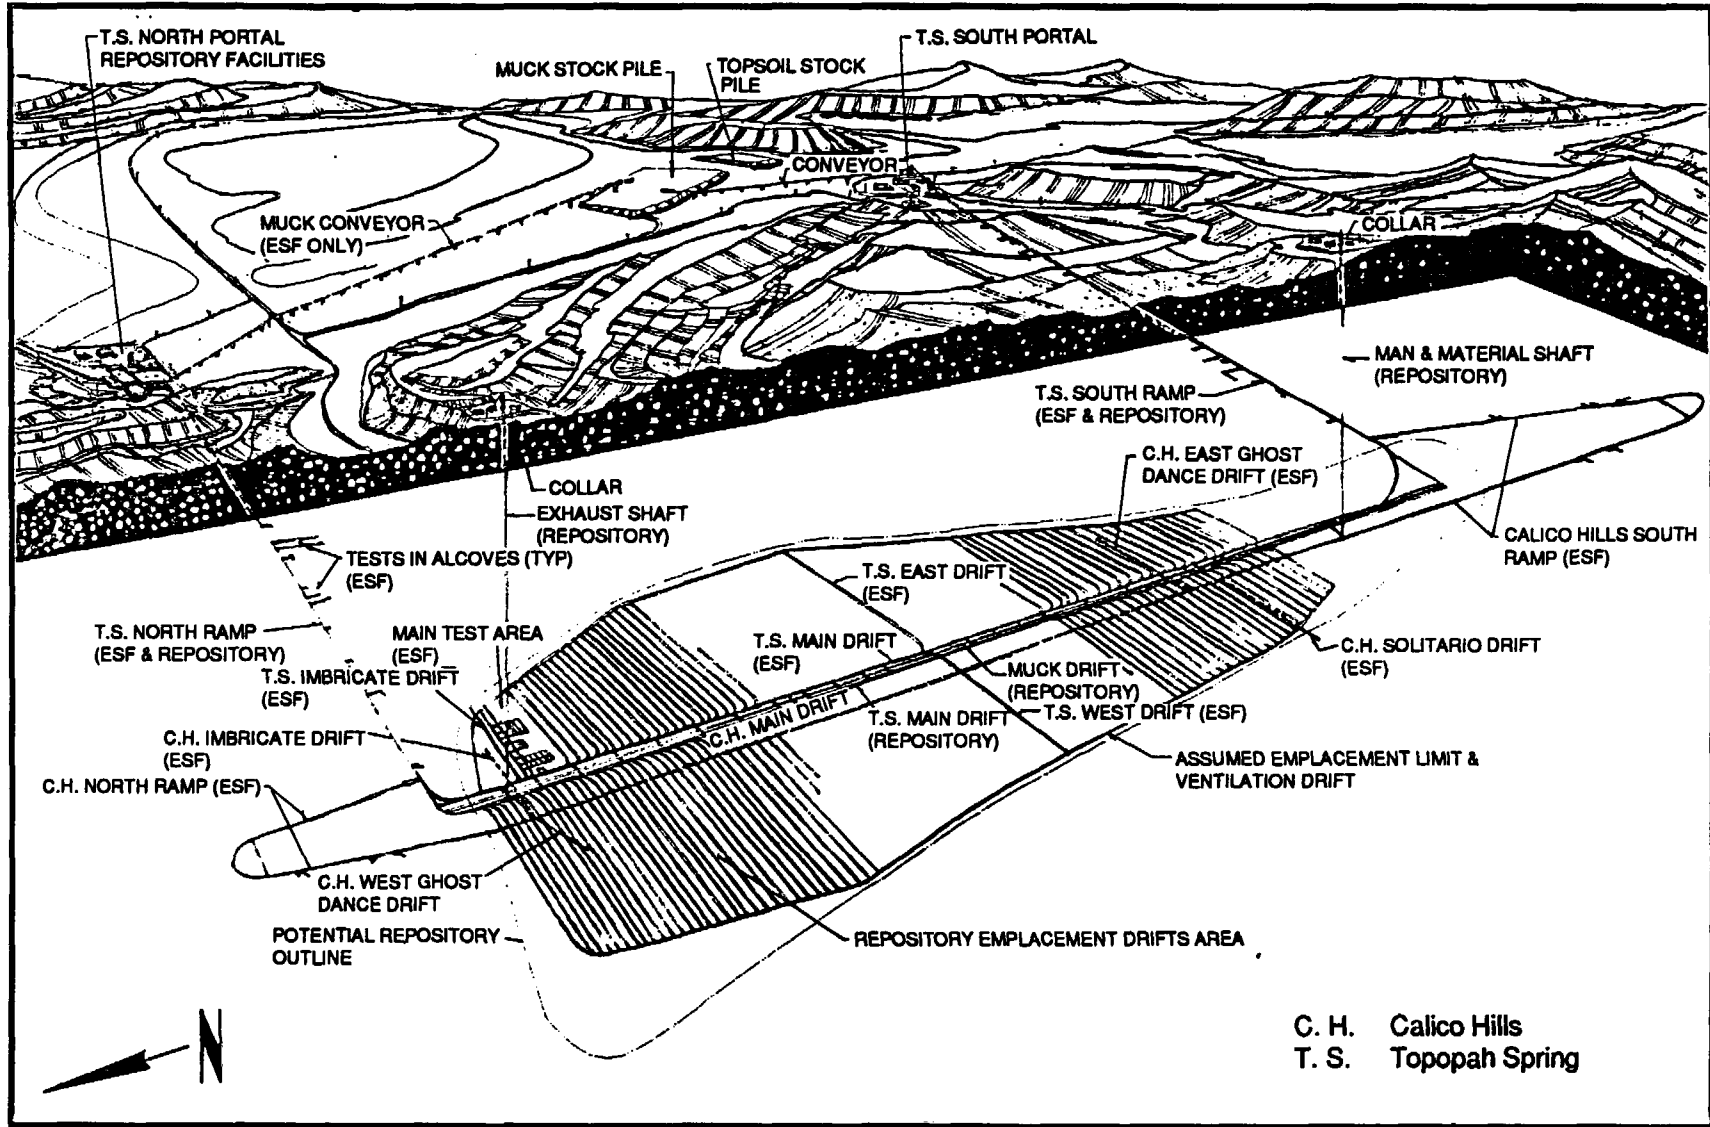 T.S. NORTH PORTAL
REPOSITORY FACILITIES
MUCK STOCK PILE
TOPSOIL STOCK
PILE
T.S. SOUTH PORTAL
CONVEYOR
MUCK CONVEYOR
(ESF ONLY)
COLLAR
MAN & MATERIAL SHAFT
(REPOSITORY)
T.S. SOUTH RAMP
(ESF & REPOSITORY)
C.H. EAST GHOST
DANCE DRIFT (ESF)
COLLAR
EXHAUST SHAFT
(REPOSITORY)
CALICO HILLS SOUTH
RAMP (ESF)
TESTS IN ALCOVES (TYP)
(ESF)
T.S. EAST DRIFT
(ESF)
T.S. NORTH RAMP
(ESF & REPOSITORY)
MAIN TEST AREA
(ESF)
T.S. MAIN DRIFT
(ESF)
C.H. SOLITARIO DRIFT
(ESF)
T.S. IMBRICATE DRIFT
(ESF)
MUCK DRIFT
(REPOSITORY)
C.H. MAIN DRIFT
T.S. MAIN DRIFT
(REPOSITORY)
T.S. WEST DRIFT (ESF)
C.H. IMBRICATE DRIFT
(ESF)
ASSUMED EMPLACEMENT LIMIT &
VENTILATION DRIFT
C.H. NORTH RAMP (ESF)
C.H. WEST GHOST
DANCE DRIFT
POTENTIAL REPOSITORY
OUTLINE
REPOSITORY EMPLACEMENT DRIFTS AREA
N
C. H. Calico Hills
T. S. Topopah Spring